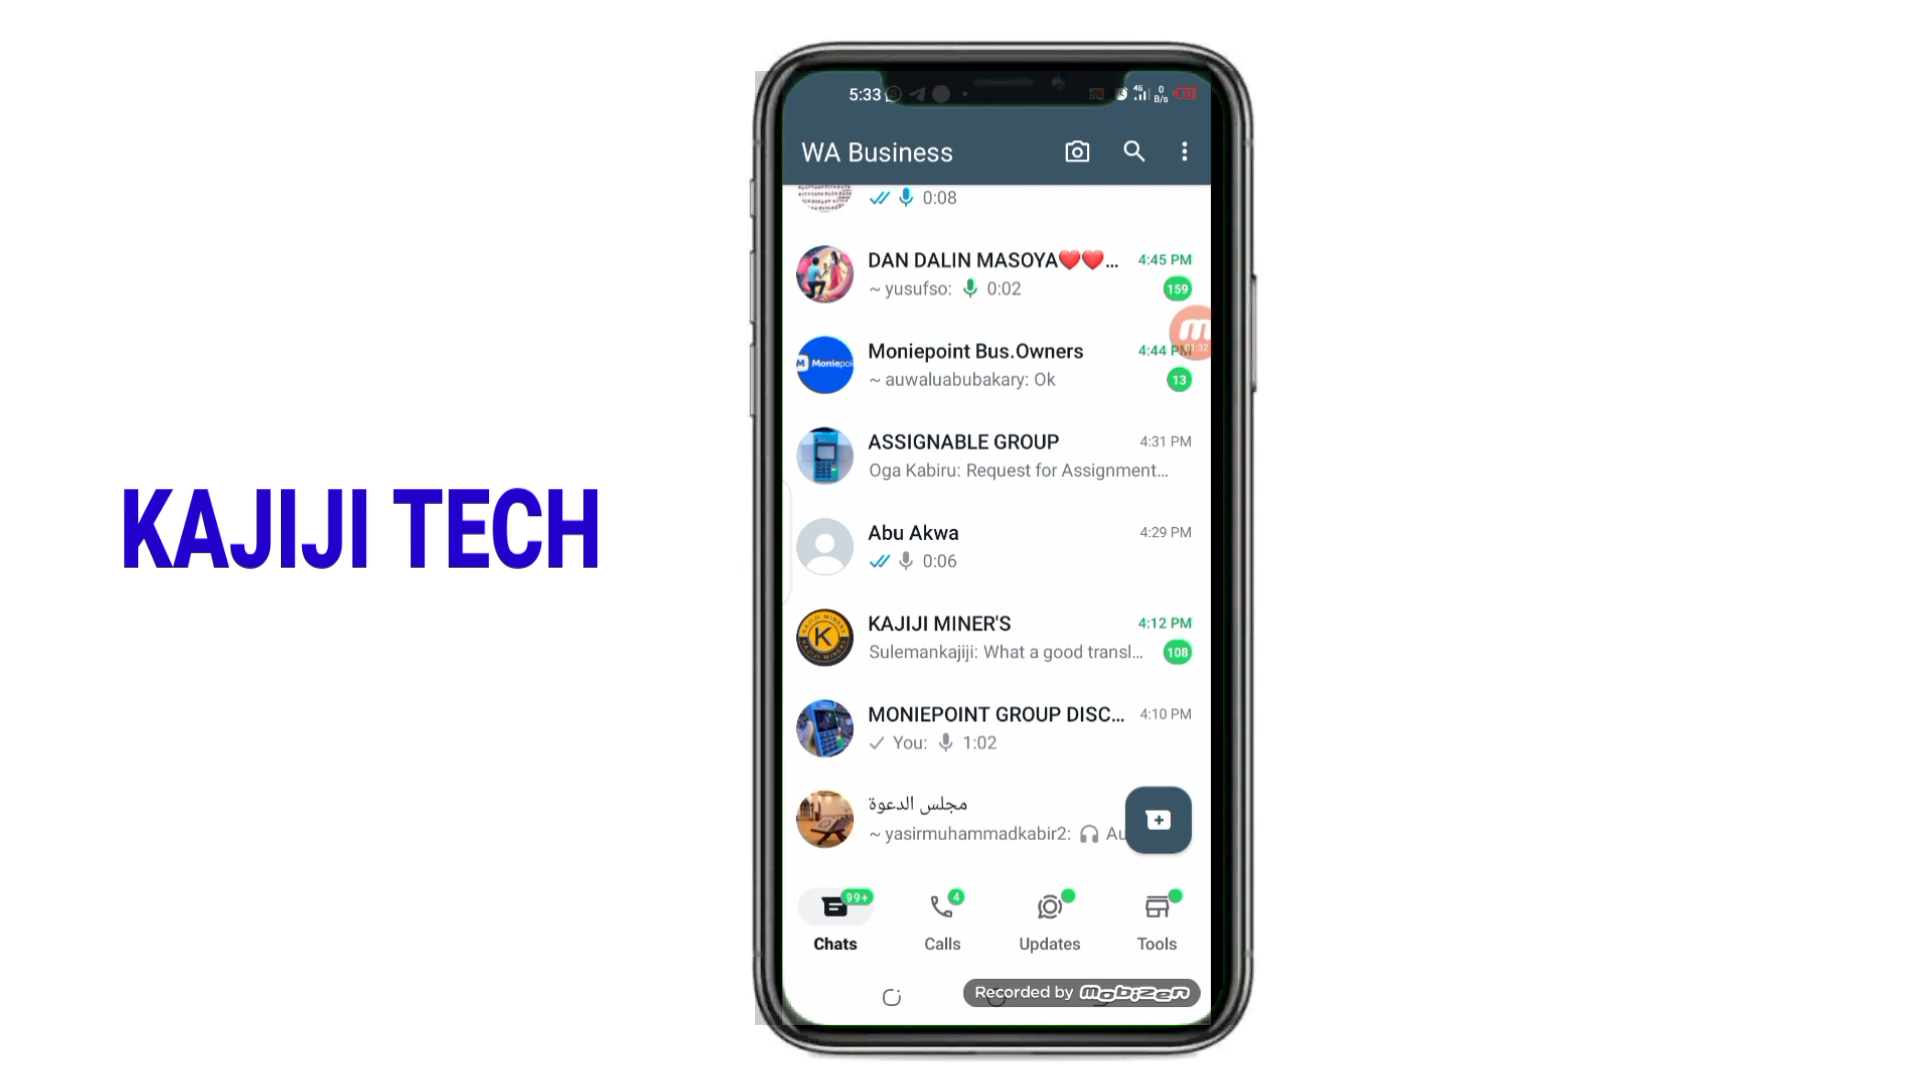 KAJIJI TECH
5:33
0
B/s
WA Business
0:08
DAN DALIN MASOYA❤️❤️... 4:45 PM
~ yusufso: 0:02 159
Moniepoint Bus.Owners 4:44 PM
~ auwaluabubakary: Ok 13
ASSIGNABLE GROUP 4:31 PM
Oga Kabiru: Request for Assignment...
Abu Akwa 4:29 PM
0:06
KAJIJI MINER'S 4:12 PM
Sulemankajiji: What a good transl... 108
MONIEPOINT GROUP DISC... 4:10 PM
You: 1:02
مجلس الدعوة
~ yasirmuhammadkabir2: Au
99+ 4
Chats Calls Updates Tools
Recorded by mobizen